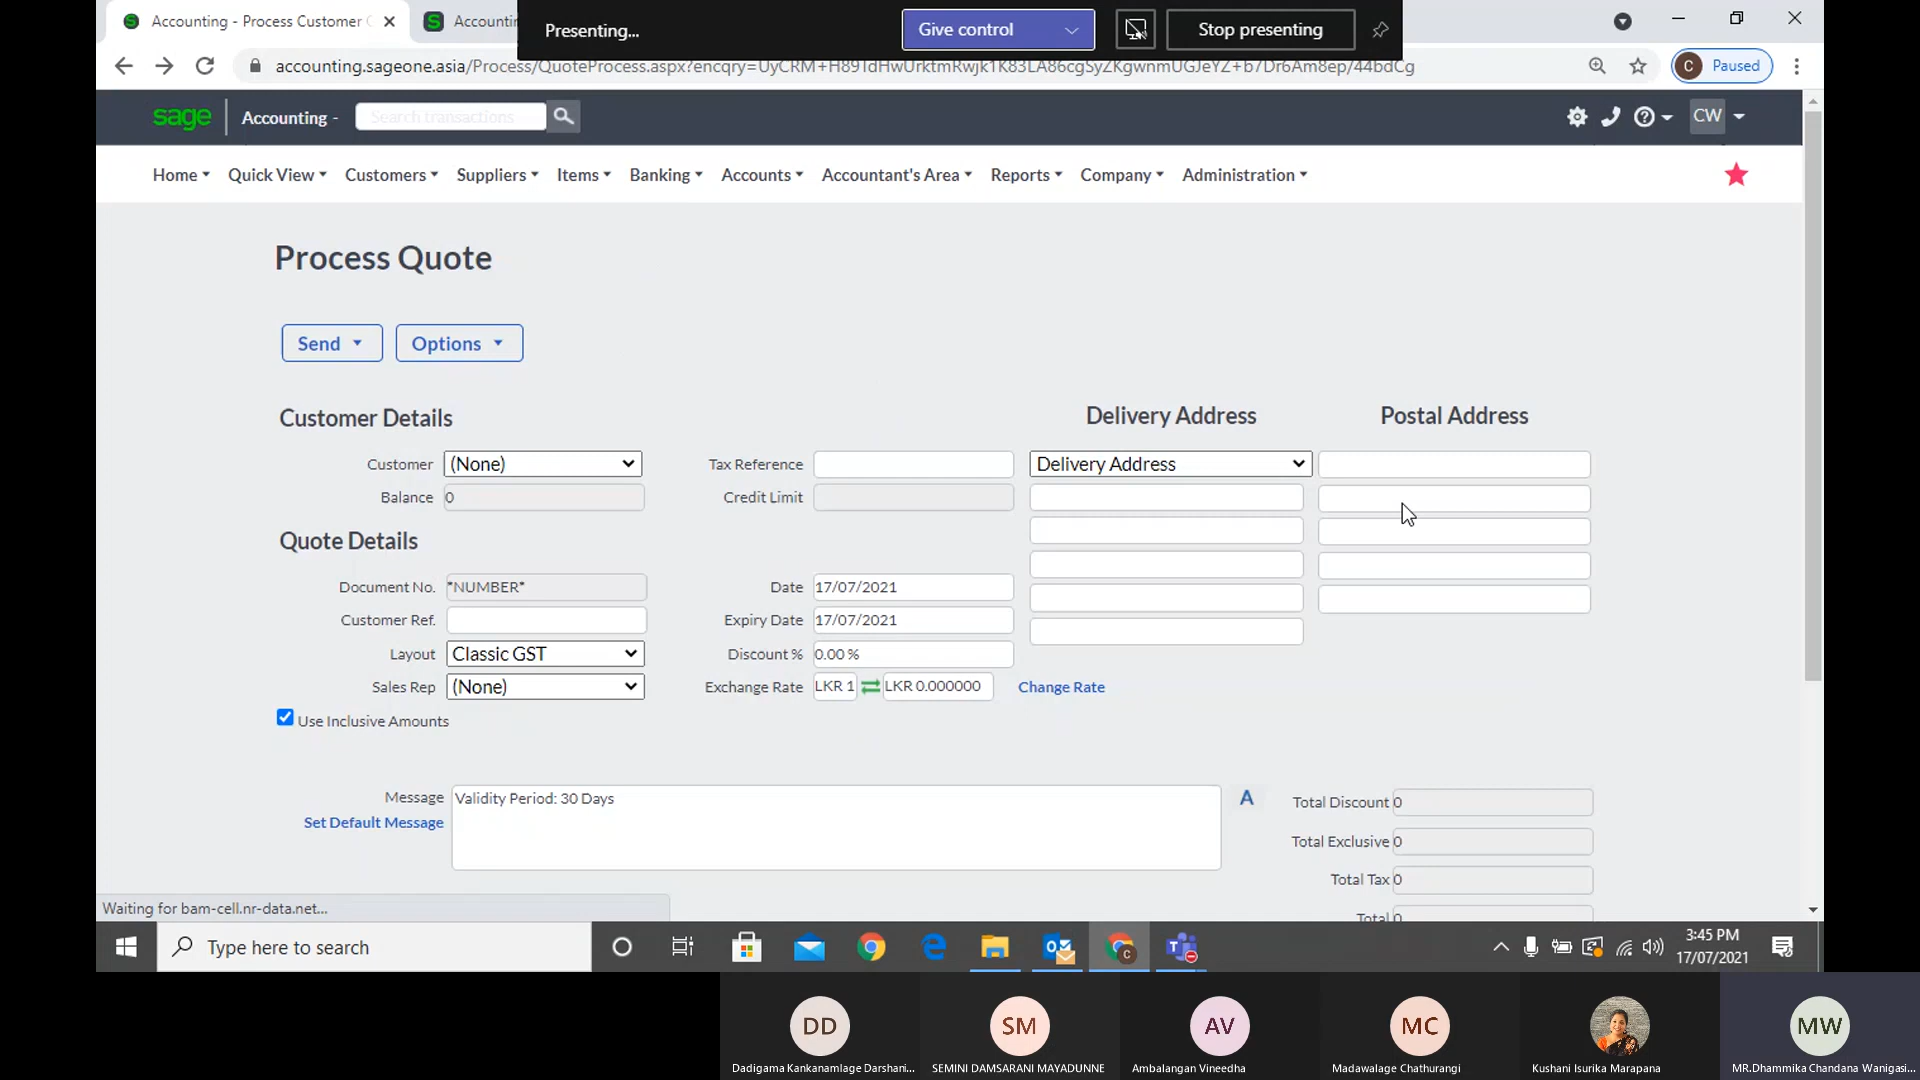 Accounting - Process Customer
Accountin
Presenting...
Give control
Stop presenting
accounting.sageone.asia/Process/QuoteProcess.aspx?encqry=UyCRM+H89TdHwUrktmRwjk1K83LA86cgSyZKgwnmUGJeYZ+b7Dr6Am8ep/44bdCg
C Paused
sage
Accounting -
Search transactions
CW
Home Quick View Customers Suppliers Items Banking Accounts Accountant's Area Reports Company Administration
Process Quote
Send
Options
Customer Details
Delivery Address
Postal Address
Customer (None)
Tax Reference
Delivery Address
Balance 0
Credit Limit
Quote Details
Document No. *NUMBER*
Date 17/07/2021
Customer Ref.
Expiry Date 17/07/2021
Layout Classic GST
Discount % 0.00 %
Sales Rep (None)
Exchange Rate LKR 1 LKR 0.000000 Change Rate
Use Inclusive Amounts
Message Validity Period: 30 Days
A
Total Discount 0
Set Default Message
Total Exclusive 0
Total Tax 0
Total 0
Waiting for bam-cell.nr-data.net...
Type here to search
3:45 PM
17/07/2021
DD
SM
AV
MC
MW
Dadigama Kankanamlage Darshani...
SEMINI DAMSARANI MAYADUNNE
Ambalangan Vineedha
Madawalage Chathurangi
Kushani Isurika Marapana
MR.Dhammika Chandana Wanigasi...